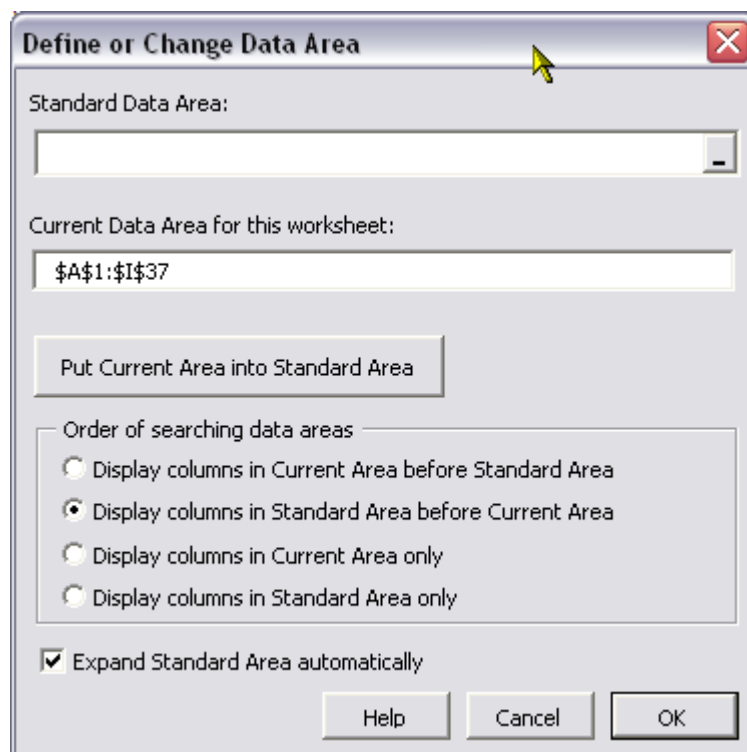 Define or Change Data Area
Standard Data Area:
Current Data Area for this worksheet:
$A$1:$I$37
Put Current Area into Standard Area
Order of searching data areas
Display columns in Current Area before Standard Area
Display columns in Standard Area before Current Area
Display columns in Current Area only
Display columns in Standard Area only
Expand Standard Area automatically
Help Cancel OK